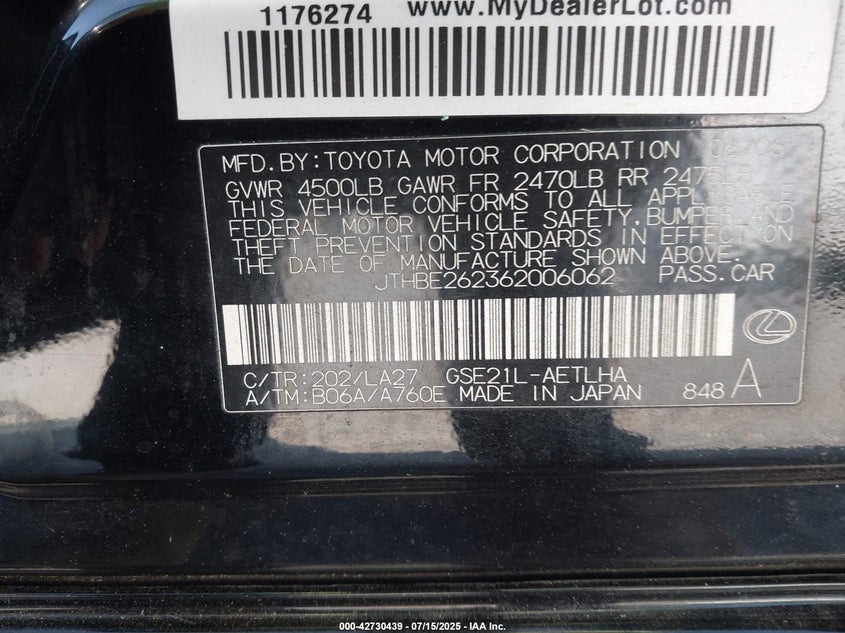 1176274 www.MyDealerLot.com
MFD.BY:TOYOTA MOTOR CORPORATION 06/06
GVWR 4500LB GAWR FR 2470LB RR 2475LB
THIS VEHICLE CONFORMS TO ALL APPLICABLE
FEDERAL MOTOR VEHICLE SAFETY.BUMPER AND
THEFT PREVENTION STANDARDS IN EFFECT ON
THE DATE OF MANUFACTURE SHOWN ABOVE.
JTHBE262362006062 PASS.CAR
C/TR:202/LA27 GSE21L-AETLHA
A/TM:B06A/A760E MADE IN JAPAN 848 A
000-42730439 - 07/15/2025 - IAA Inc.